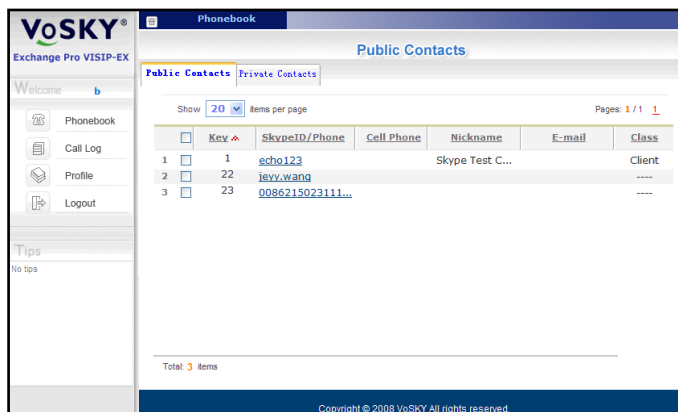 VoSKY®
Exchange Pro VISIP-EX
Welcome b
Phonebook
Call Log
Profile
Logout
Tips
No tips
Phonebook
Public Contacts
Public Contacts Private Contacts
Show 20 items per page Pages: 1 / 1 1
Key SkypeID/Phone Cell Phone Nickname E-mail Class
1 1 echo123 Skype Test C... Client
2 22 jeyy.wang ----
3 23 0086215023111... ----
Total: 3 items
Copyright © 2008 VoSKY All rights reserved.